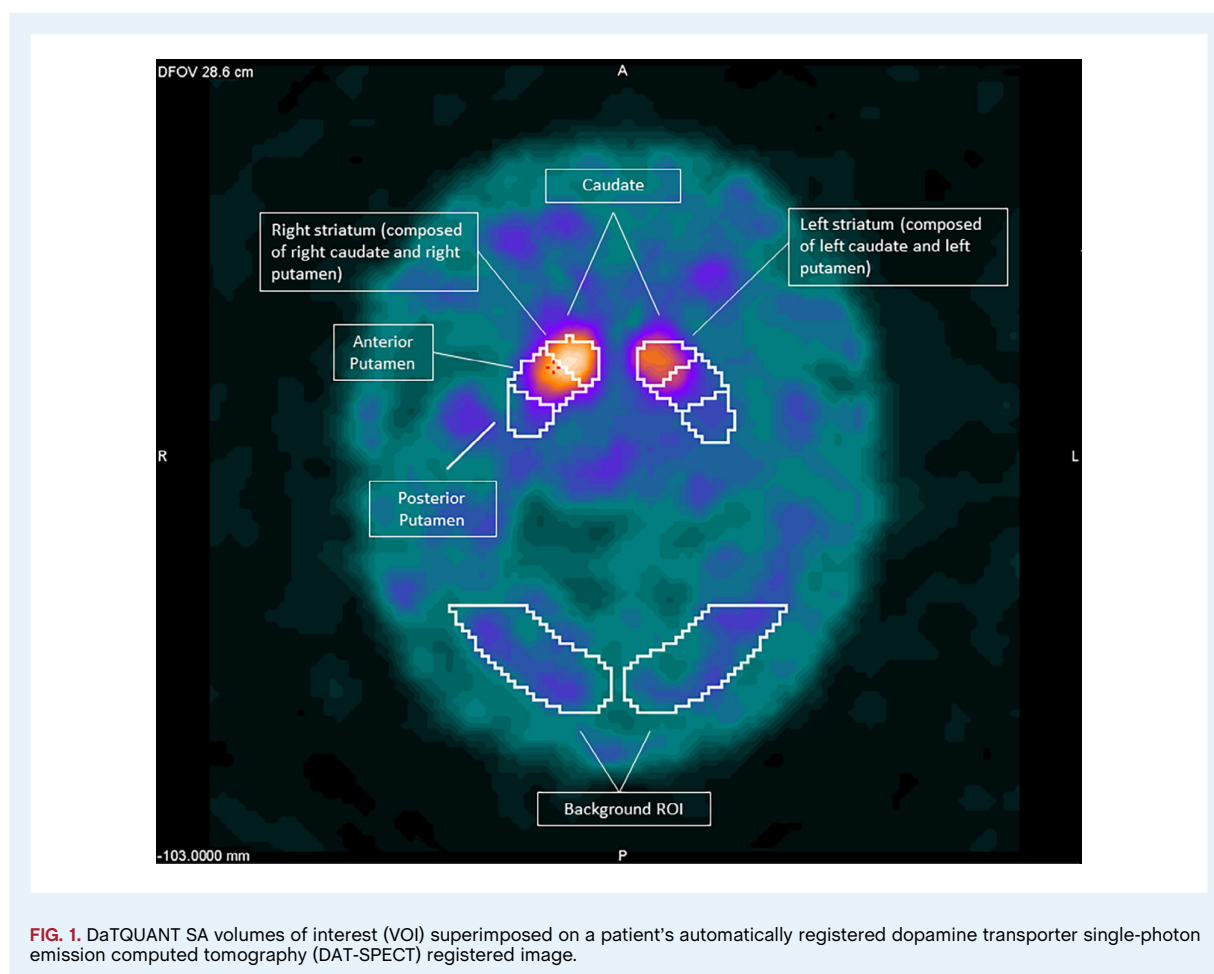 DFOV 28.6 cm
A
Caudate
Right striatum (composed
of right caudate and right
putamen)
Left striatum (composed
of left caudate and left
putamen)
Anterior
Putamen
R
L
Posterior
Putamen
Background ROI
-103.0000 mm
P
FIG. 1. DaTQUANT SA volumes of interest (VOI) superimposed on a patient's automatically registered dopamine transporter single-photon
emission computed tomography (DAT-SPECT) registered image.